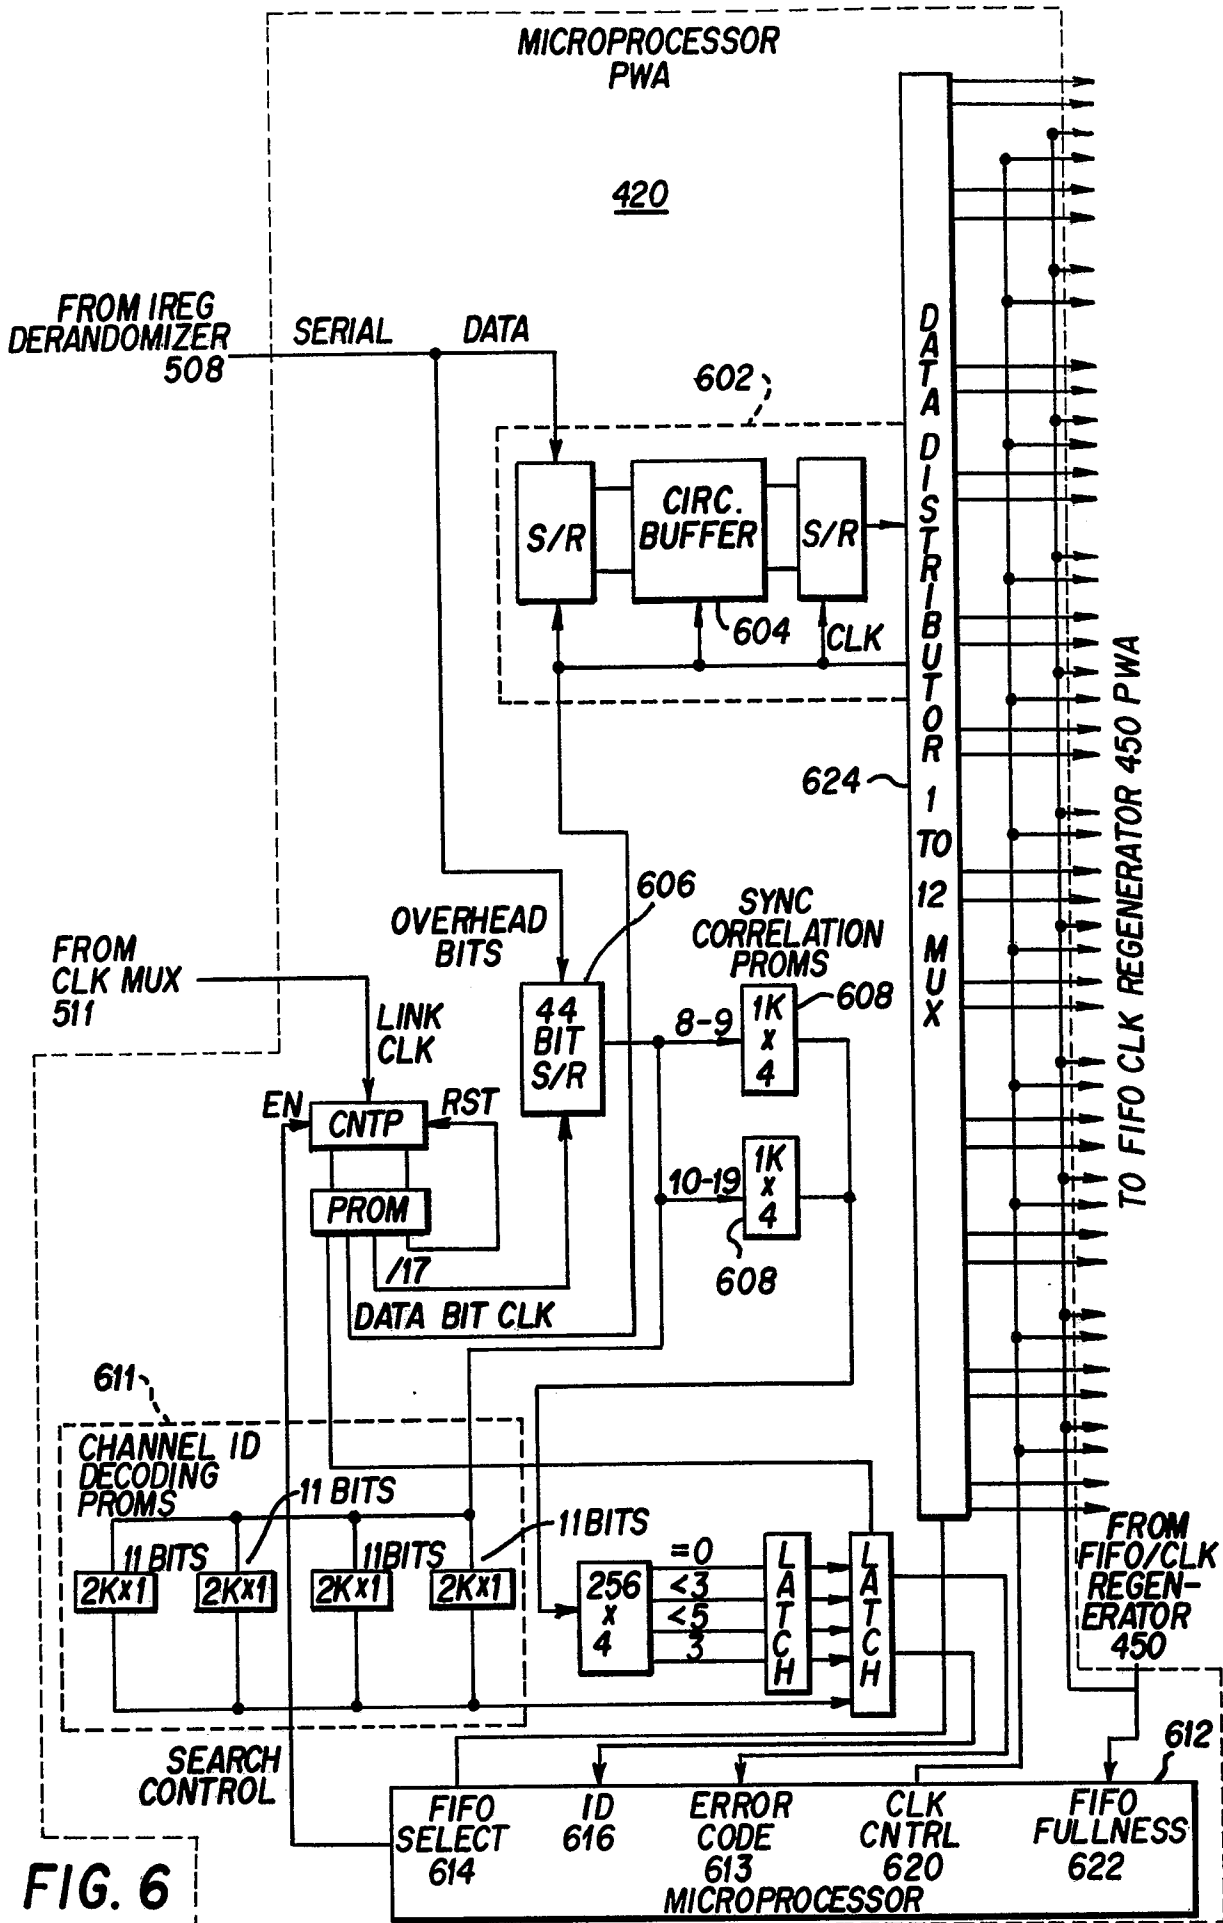 MICROPROCESSOR
PWA
420
FROM IREG
DERANDOMIZER
508
SERIAL DATA
602
S/R
CIRC.
BUFFER
S/R
604
CLK
DATA DISTRIBUTOR 1 TO 12 MUX
624
TO FIFO CLK REGENERATOR 450 PWA
606
OVERHEAD
BITS
SYNC
CORRELATION
PROMS
FROM
CLK MUX
511
LINK
CLK
44
BIT
S/R
8-9
1K
x
4
608
EN
CNTP
RST
PROM
10-19
1K
x
4
608
/17
DATA BIT CLK
611
CHANNEL ID
DECODING
PROMS
11 BITS
11 BITS
11 BITS
11 BITS
2Kx1
2Kx1
2Kx1
2Kx1
256
x
4
=0
<3
<5
3
LATCH
LATCH
FROM
FIFO/CLK
REGEN-
ERATOR
450
SEARCH
CONTROL
612
FIFO
SELECT
614
ID
616
ERROR
CODE
613
CLK
CNTRL
620
FIFO
FULLNESS
622
MICROPROCESSOR
FIG. 6